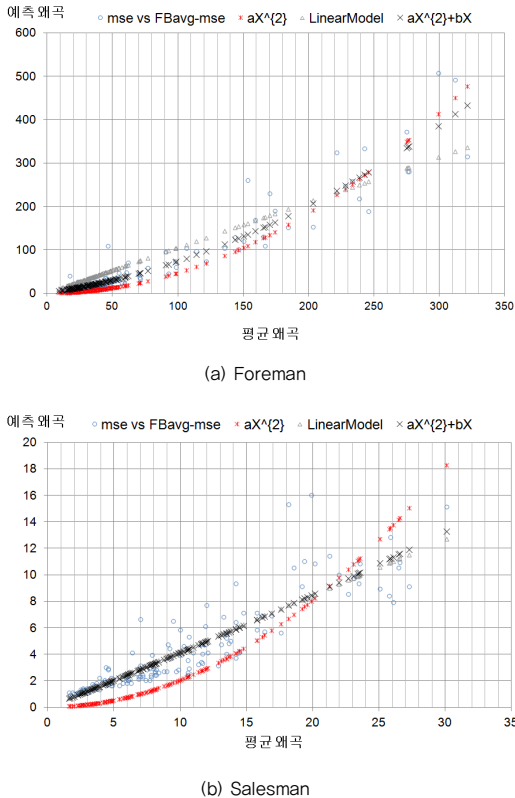 예측왜곡
mse vs FBavg-mse aX^{2} LinearModel aX^{2}+bX
600
500
400
300
200
100
0
0 50 100 150 200 250 300 350
평균왜곡
(a) Foreman
예측왜곡
mse vs FBavg-mse aX^{2} LinearModel aX^{2}+bX
20
18
16
14
12
10
8
6
4
2
0
0 5 10 15 20 25 30 35
평균왜곡
(b) Salesman